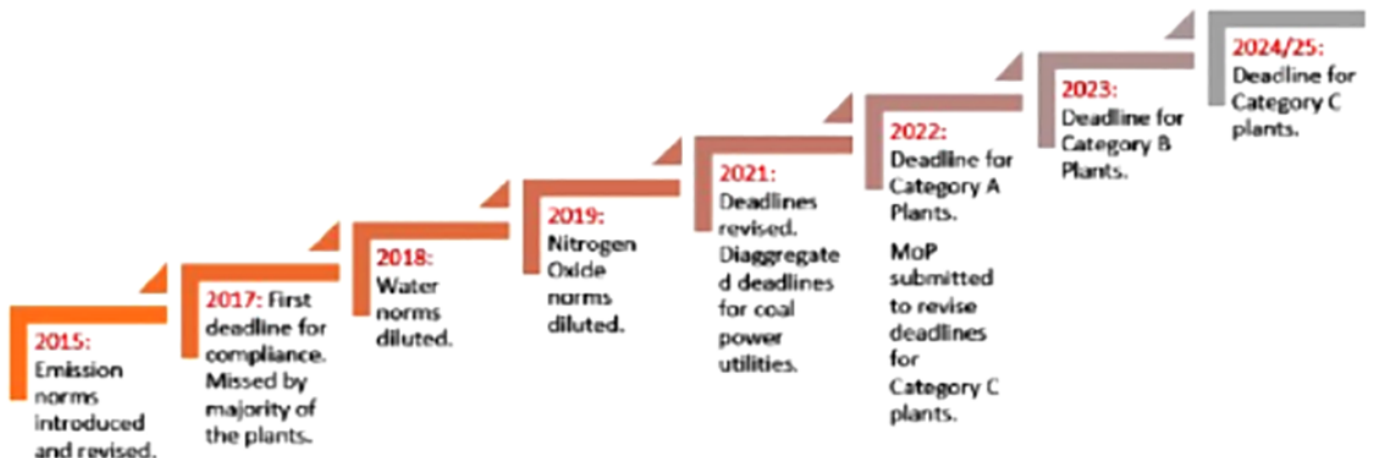 2015:
Emission
norms
introduced
and revised.
2017: First
deadline for
compliance.
Missed by
majority of
the plants.
2018:
Water
norms
diluted.
2019:
Nitrogen
Oxide
norms
diluted.
2021:
Deadlines
revised.
Diaggregate
d deadlines
for coal
power
utilities.
2022:
Deadline for
Category A
Plants.
MoP
submitted
to revise
deadlines
for
Category C
plants.
2023:
Deadline for
Category B
Plants.
2024/25:
Deadline for
Category C
plants.